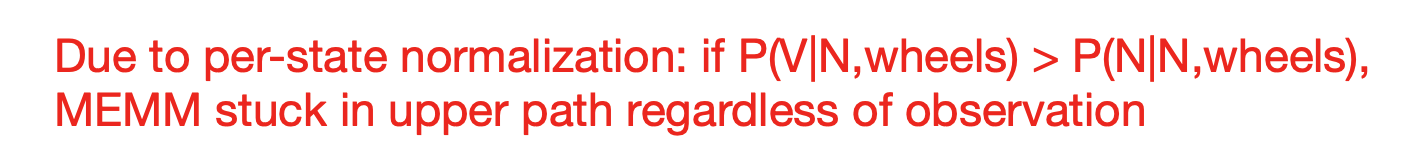 Due to per-state normalization: if P(V|N,wheels) > P(N|N,wheels),
MEMM stuck in upper path regardless of observation